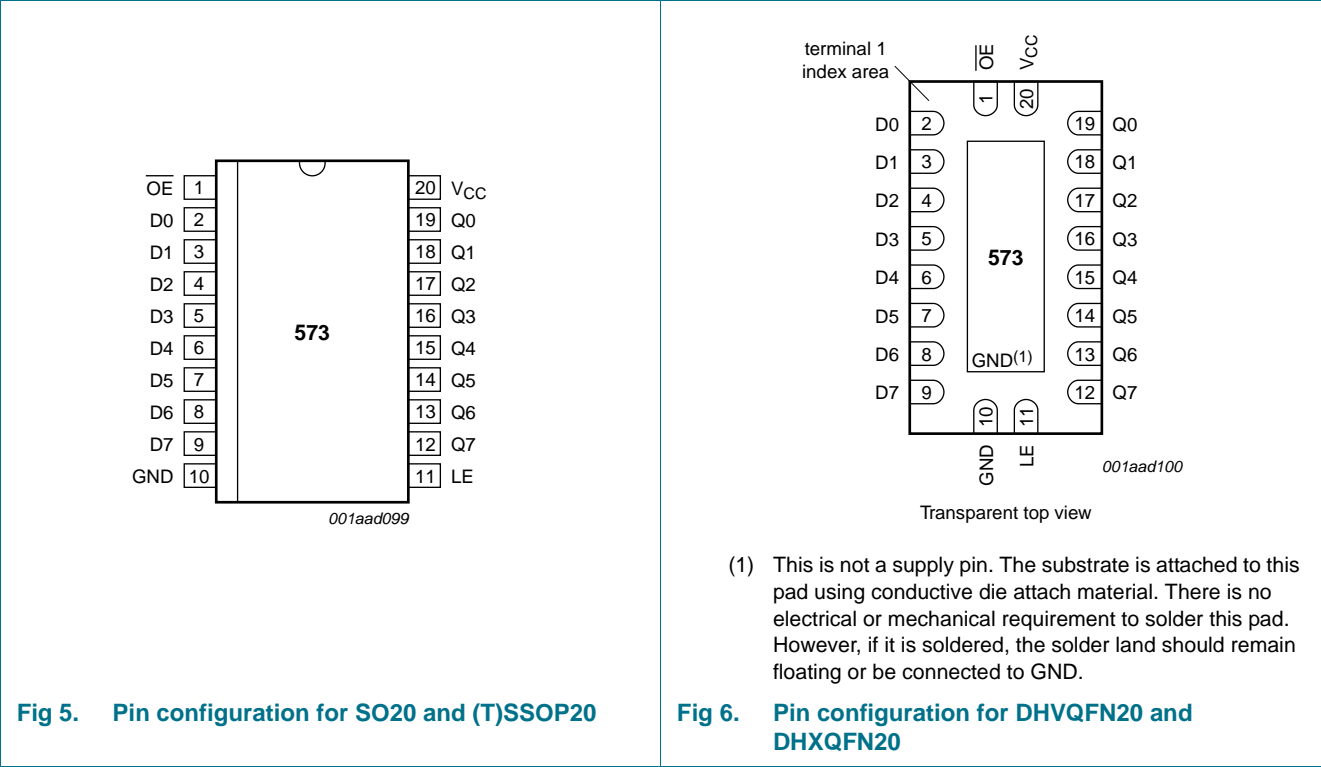 OE 1 20 VCC
D0 2 19 Q0
D1 3 18 Q1
D2 4 17 Q2
D3 5 16 Q3
573
D4 6 15 Q4
D5 7 14 Q5
D6 8 13 Q6
D7 9 12 Q7
GND 10 11 LE
001aad099
Fig 5. Pin configuration for SO20 and (T)SSOP20
terminal 1
index area
OE VCC
1 20
D0 2 19 Q0
D1 3 18 Q1
D2 4 17 Q2
D3 5 16 Q3
573
D4 6 15 Q4
D5 7 14 Q5
D6 8 13 Q6
GND(1)
D7 9 12 Q7
10 11
GND LE
001aad100
Transparent top view
(1) This is not a supply pin. The substrate is attached to this
pad using conductive die attach material. There is no
electrical or mechanical requirement to solder this pad.
However, if it is soldered, the solder land should remain
floating or be connected to GND.
Fig 6. Pin configuration for DHVQFN20 and
DHXQFN20